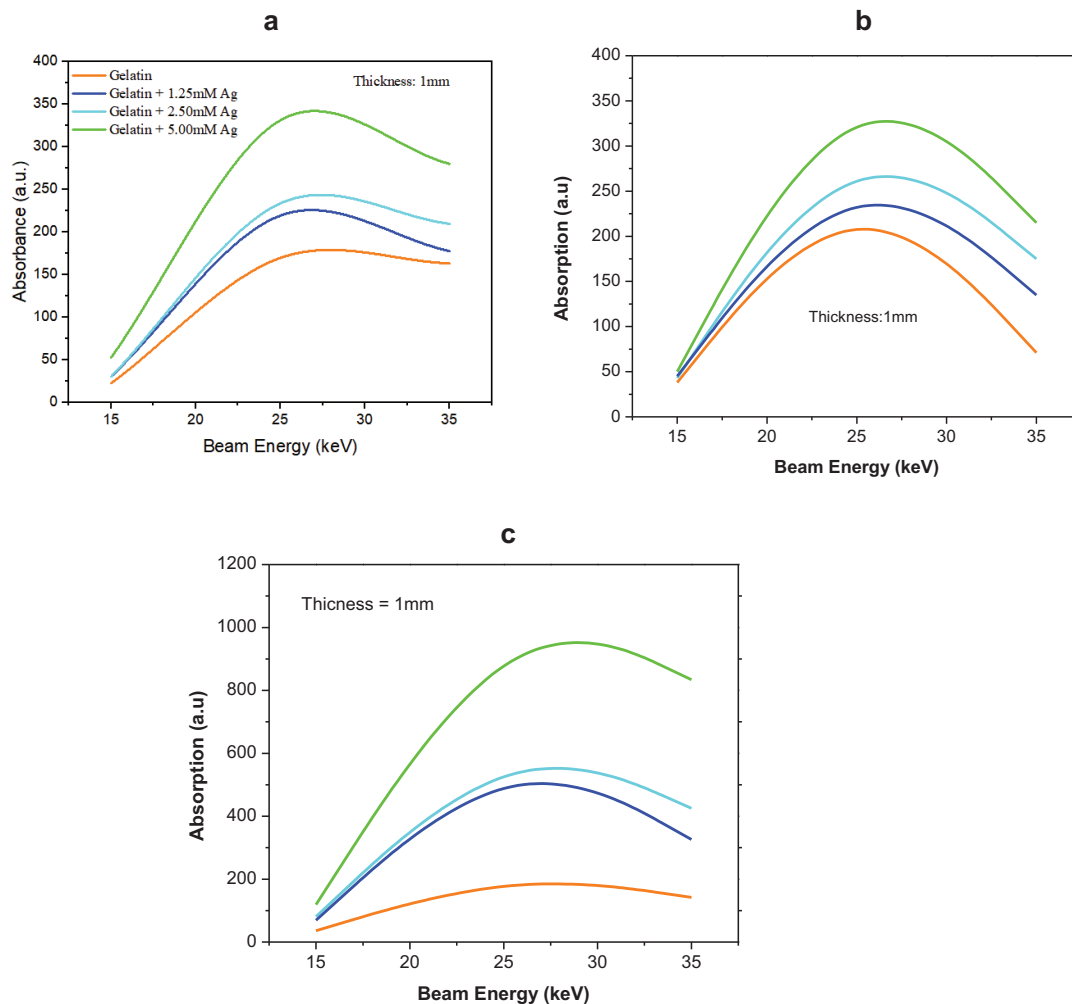 a
400
350
300
250
200
150
100
50
0
Absorbance (a.u.)
Gelatin
Gelatin + 1.25mM Ag
Gelatin + 2.50mM Ag
Gelatin + 5.00mM Ag
Thickness: 1mm
15 20 25 30 35
Beam Energy (keV)
b
400
350
300
250
200
150
100
50
0
Absorption (a.u)
Thickness:1mm
15 20 25 30 35
Beam Energy (keV)
c
1200
1000
800
600
400
200
0
Absorption (a.u)
Thicness = 1mm
15 20 25 30 35
Beam Energy (keV)